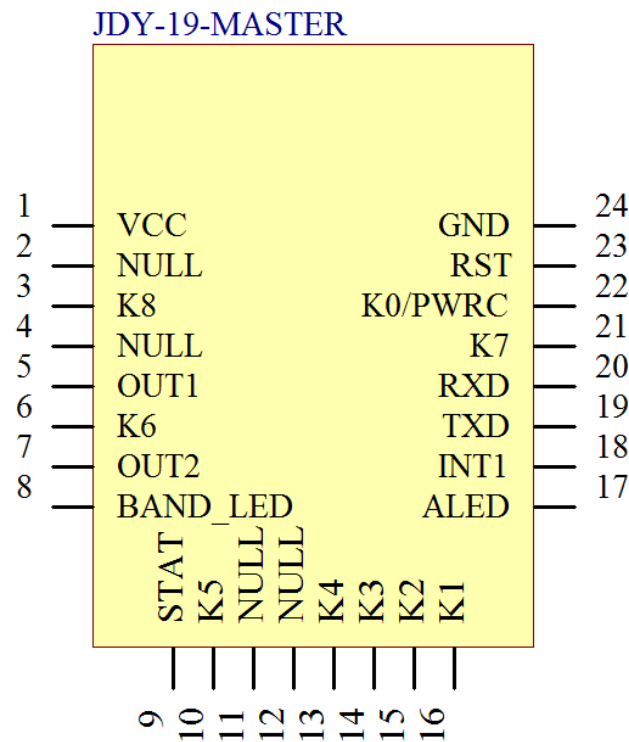 JDY-19-MASTER
1 VCC GND 24
2 NULL RST 23
3 K8 K0/PWRC 22
4 NULL K7 21
5 OUT1 RXD 20
6 K6 TXD 19
7 OUT2 INT1 18
8 BAND_LED ALED 17
STAT K5 NULL NULL K4 K3 K2 K1
9 10 11 12 13 14 15 16